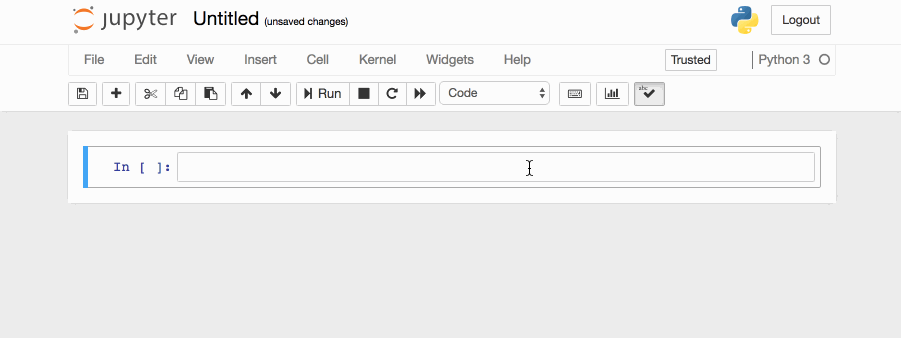 jupyter Untitled (unsaved changes) Logout
File Edit View Insert Cell Kernel Widgets Help Trusted Python 3
Run Code abc
In [ ]: